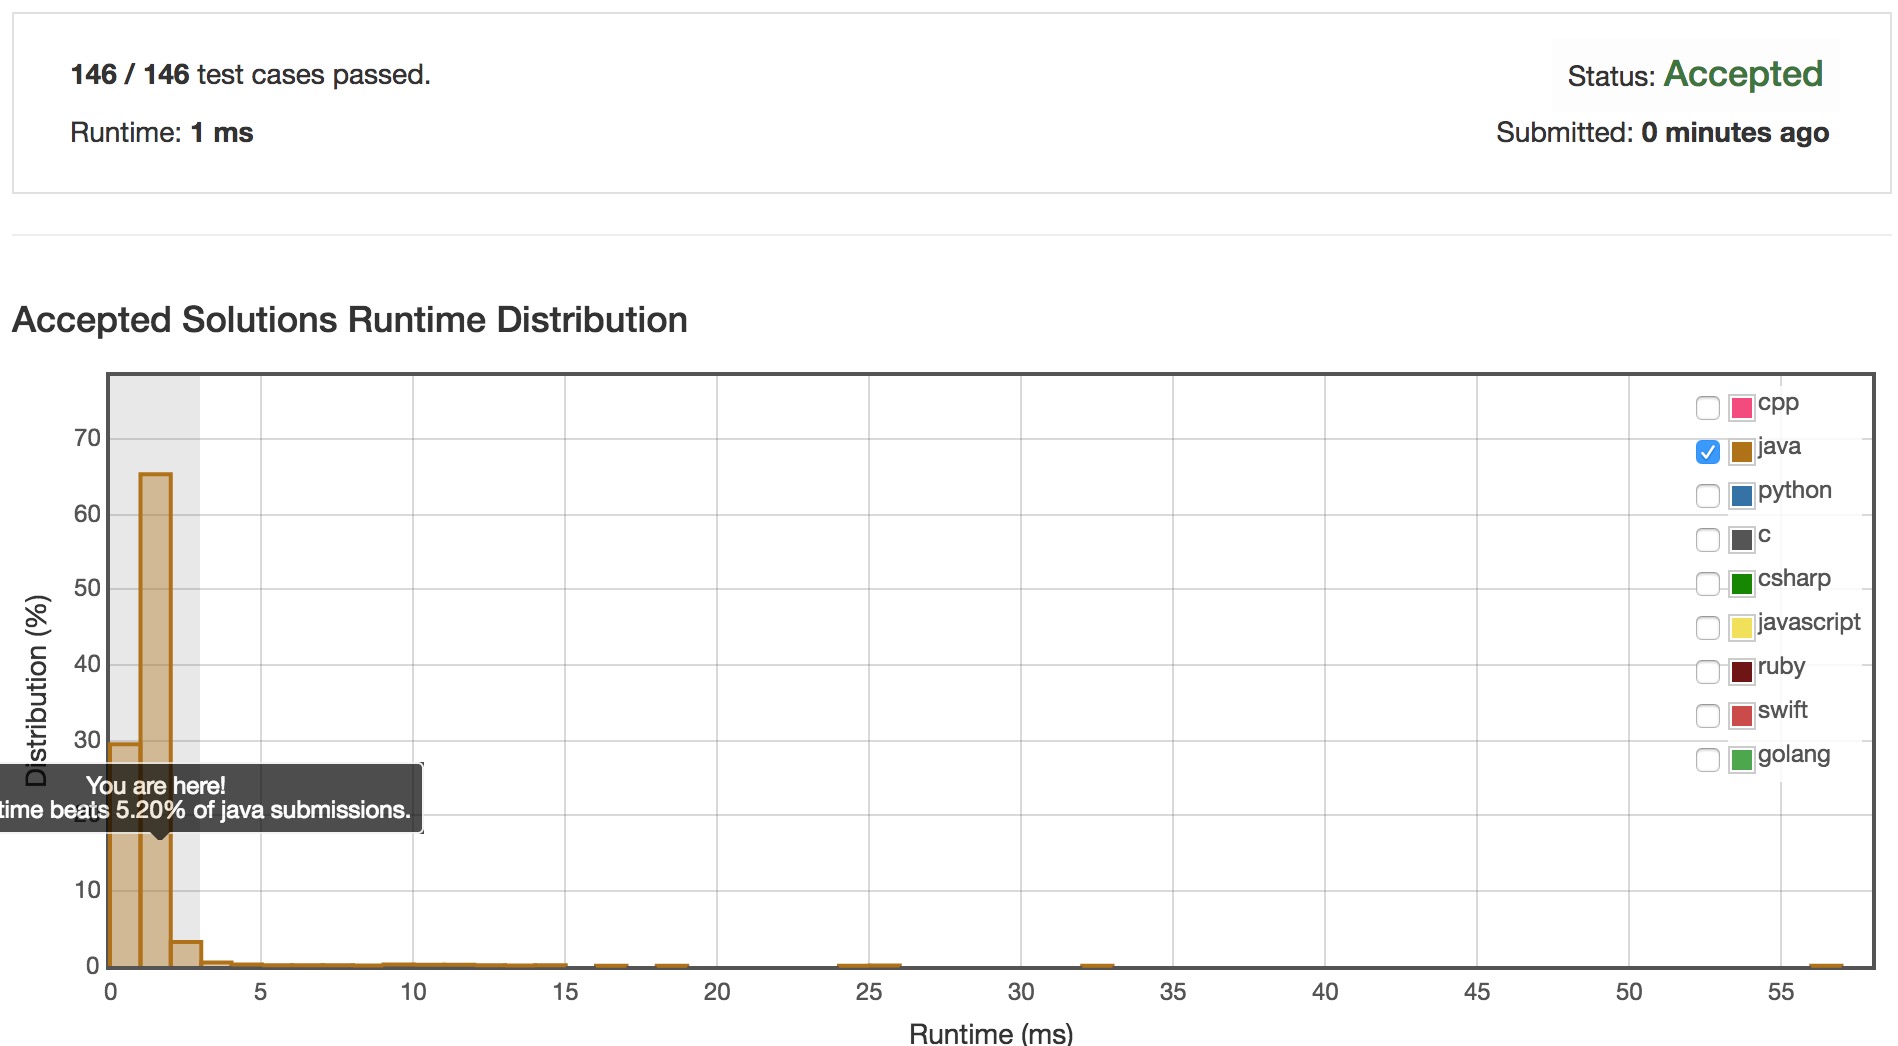 146 / 146 test cases passed.
Status: Accepted
Runtime: 1 ms
Submitted: 0 minutes ago
Accepted Solutions Runtime Distribution
cpp
java
python
c
csharp
javascript
ruby
swift
golang
Distribution (%)
70
60
50
40
30
20
10
0
You are here!
time beats 5.20% of java submissions.
0 5 10 15 20 25 30 35 40 45 50 55
Runtime (ms)